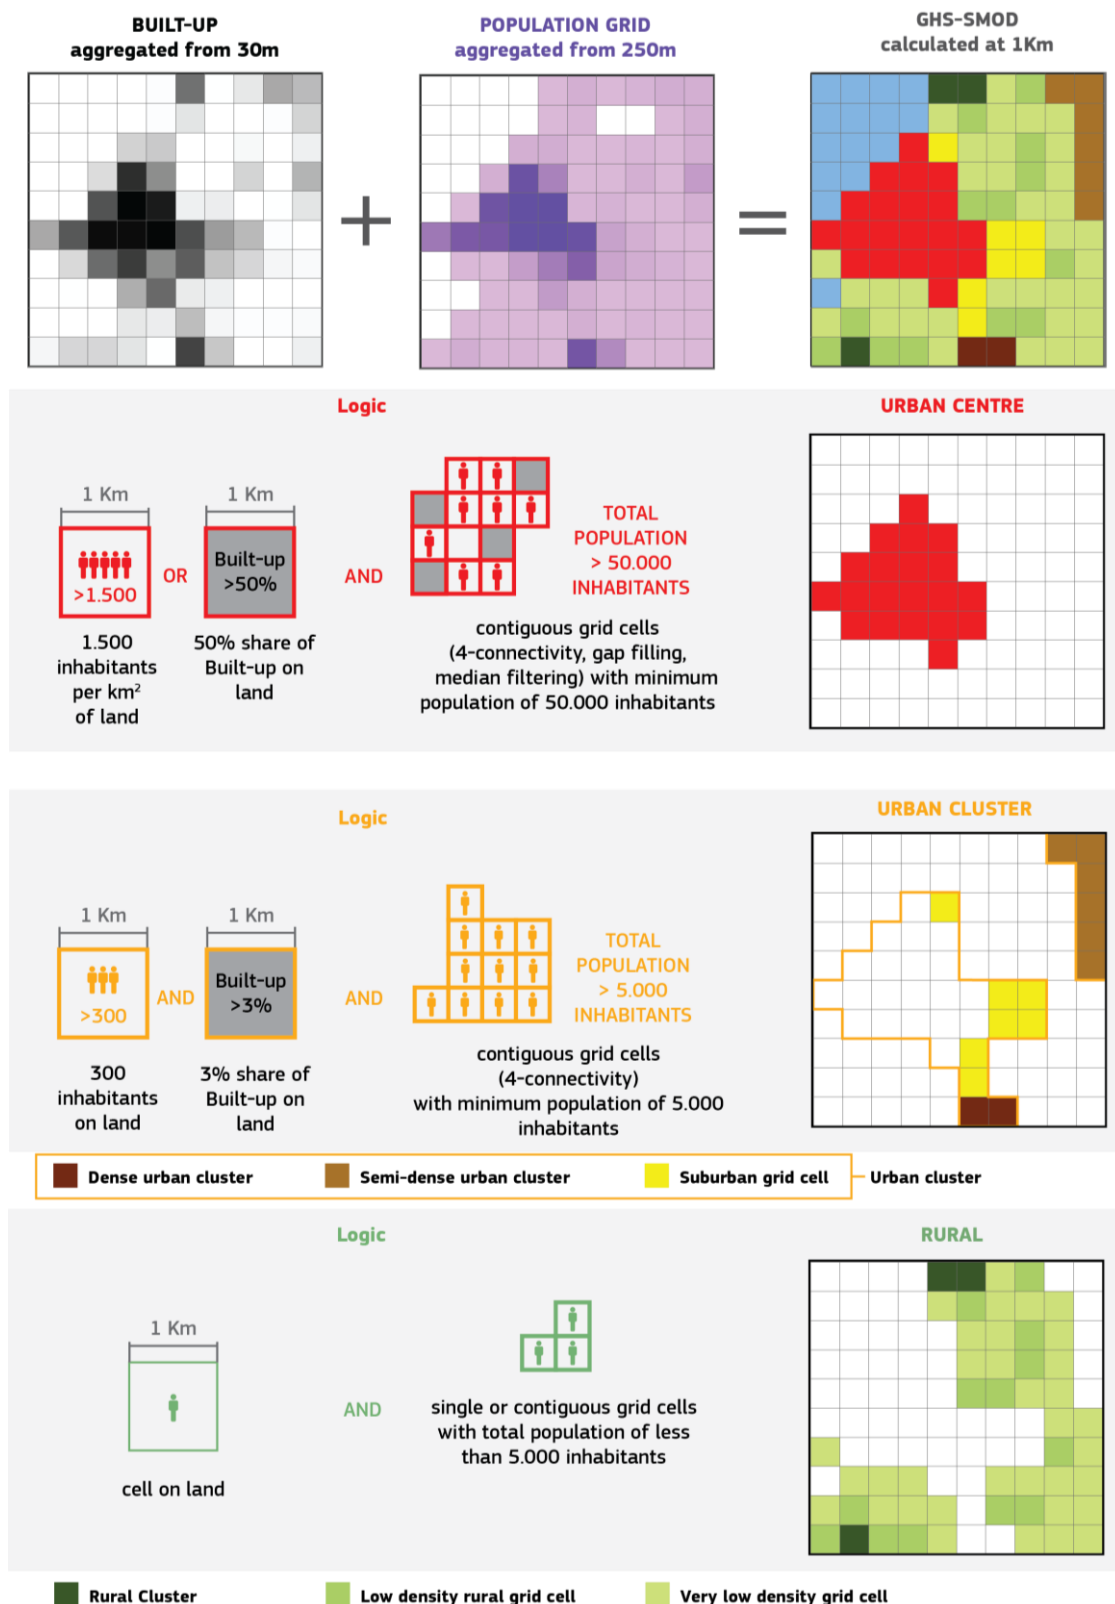 BUILT-UP
aggregated from 30m
POPULATION GRID
aggregated from 250m
GHS-SMOD
calculated at 1Km
+
=
Logic
URBAN CENTRE
1 Km
1 Km
>1.500
OR
Built-up
>50%
AND
TOTAL
POPULATION
> 50.000
INHABITANTS
1.500
inhabitants
per km²
of land
50% share of
Built-up on
land
contiguous grid cells
(4-connectivity, gap filling,
median filtering) with minimum
population of 50.000 inhabitants
Logic
URBAN CLUSTER
1 Km
1 Km
>300
AND
Built-up
>3%
AND
TOTAL
POPULATION
> 5.000
INHABITANTS
300
inhabitants
on land
3% share of
Built-up on
land
contiguous grid cells
(4-connectivity)
with minimum population of 5.000
inhabitants
Dense urban cluster
Semi-dense urban cluster
Suburban grid cell
Urban cluster
Logic
RURAL
1 Km
AND
cell on land
single or contiguous grid cells
with total population of less
than 5.000 inhabitants
Rural Cluster
Low density rural grid cell
Very low density grid cell